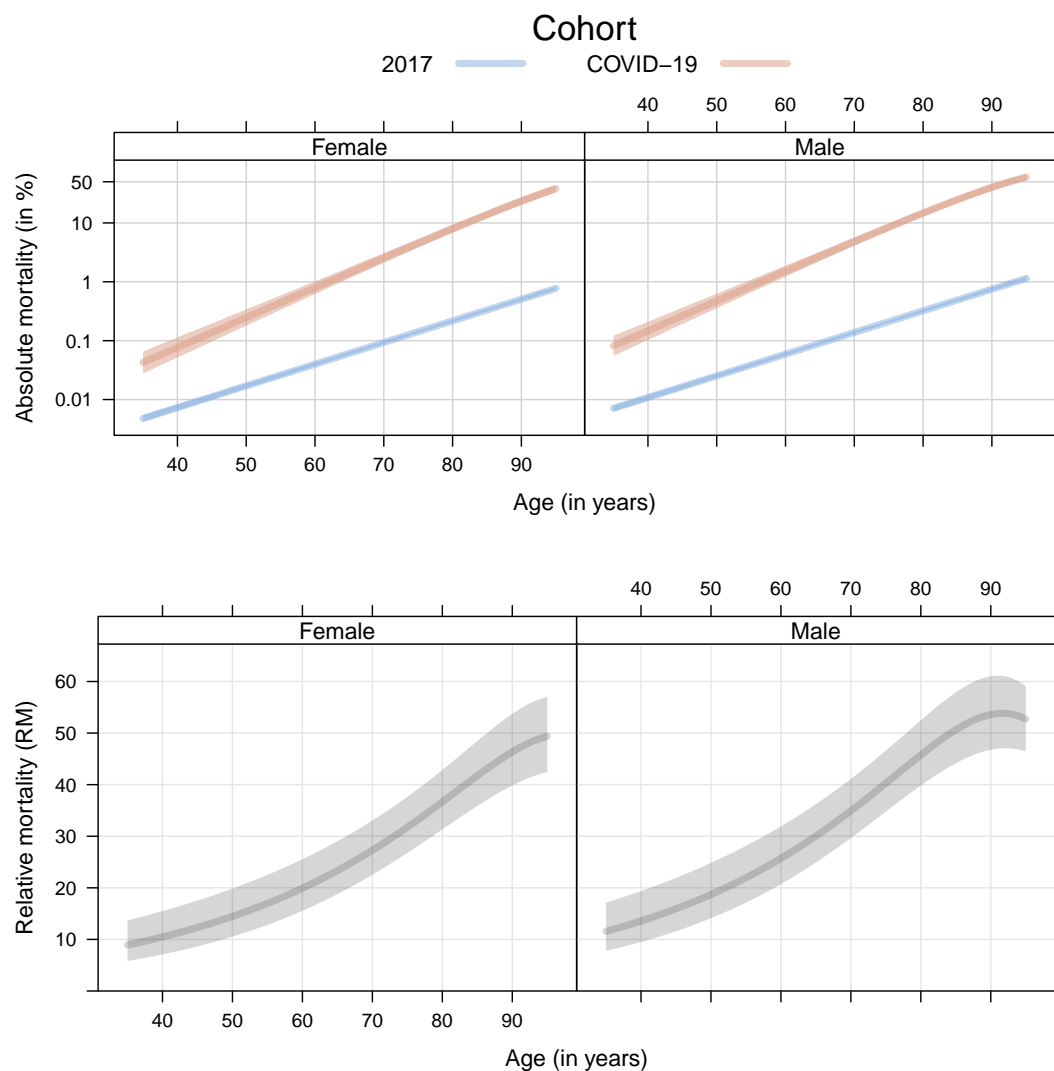 Cohort
2017 COVID−19
40 50 60 70 80 90
Female Male
Absolute mortality (in %)
50
10
1
0.1
0.01
40 50 60 70 80 90
Age (in years)
40 50 60 70 80 90
Female Male
Relative mortality (RM)
60
50
40
30
20
10
40 50 60 70 80 90
Age (in years)